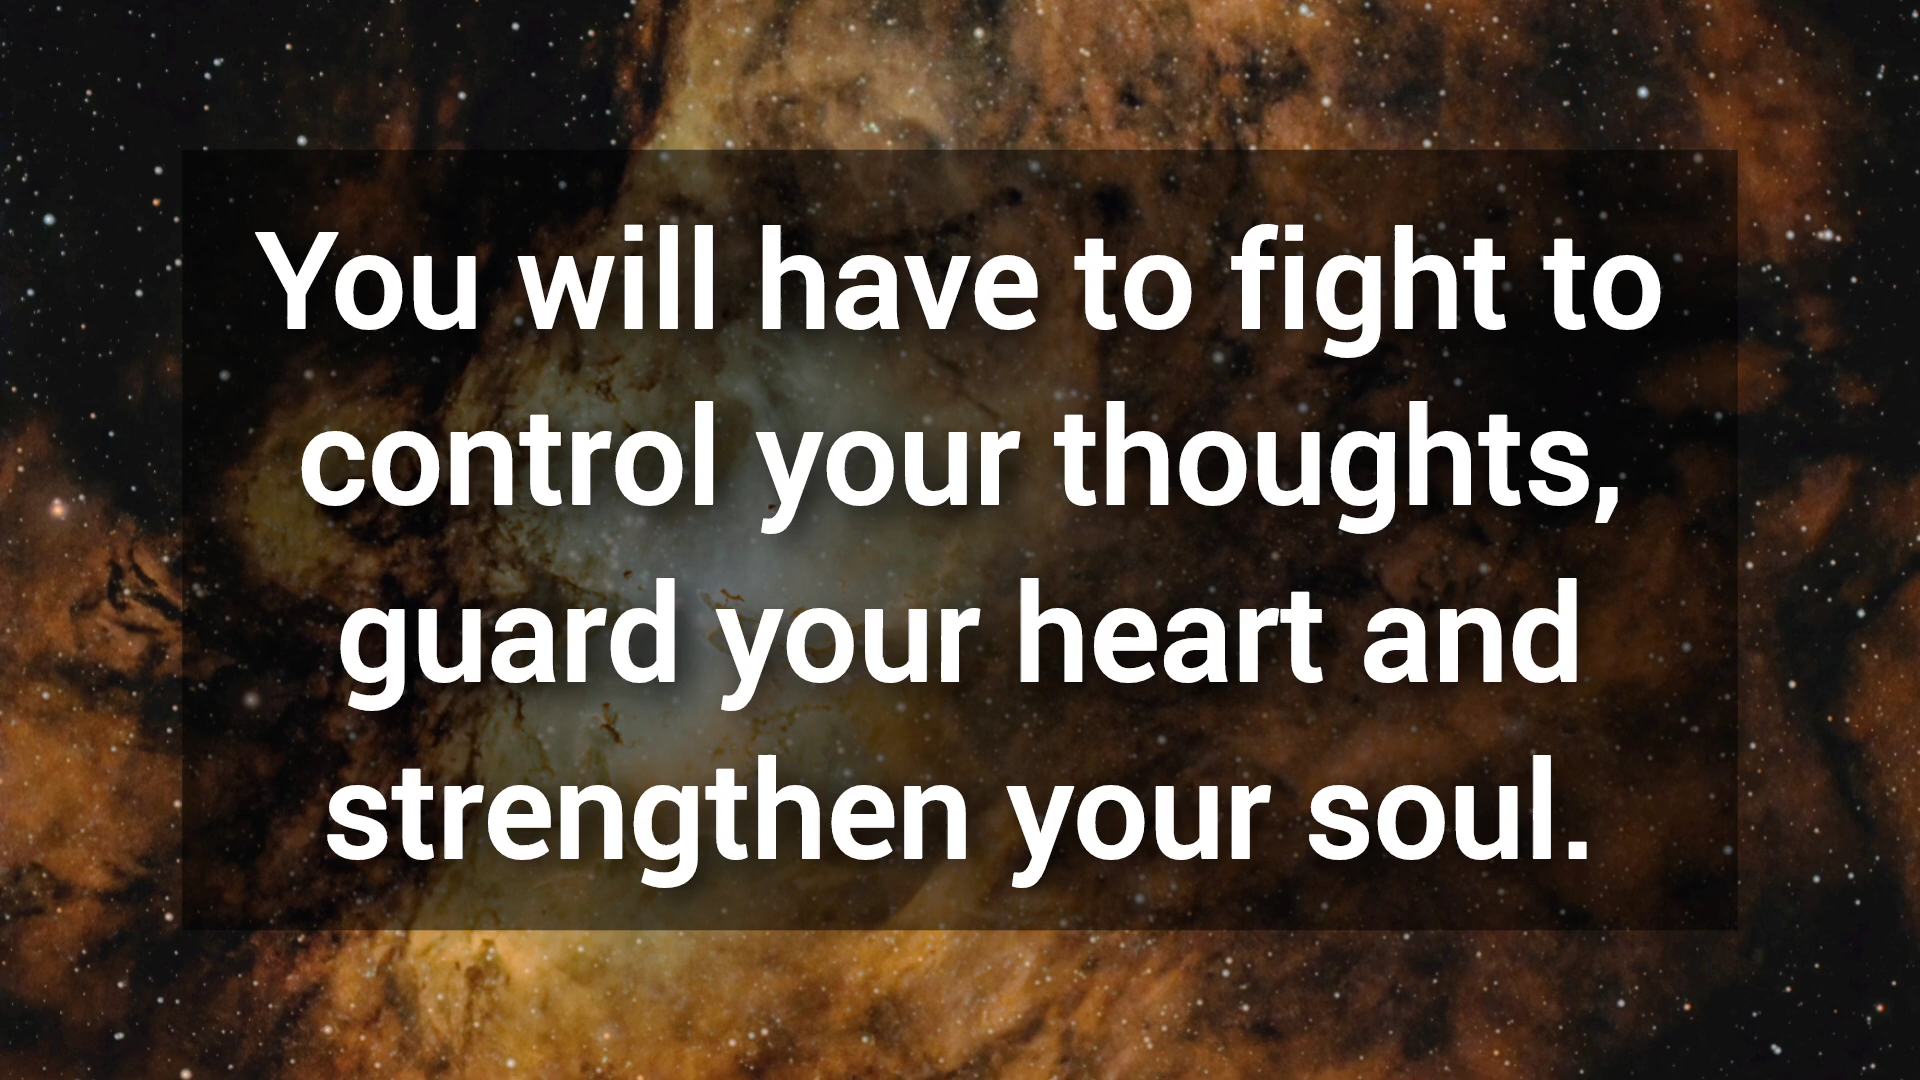 You will have to fight to
control your thoughts,
guard your heart and
strengthen your soul.